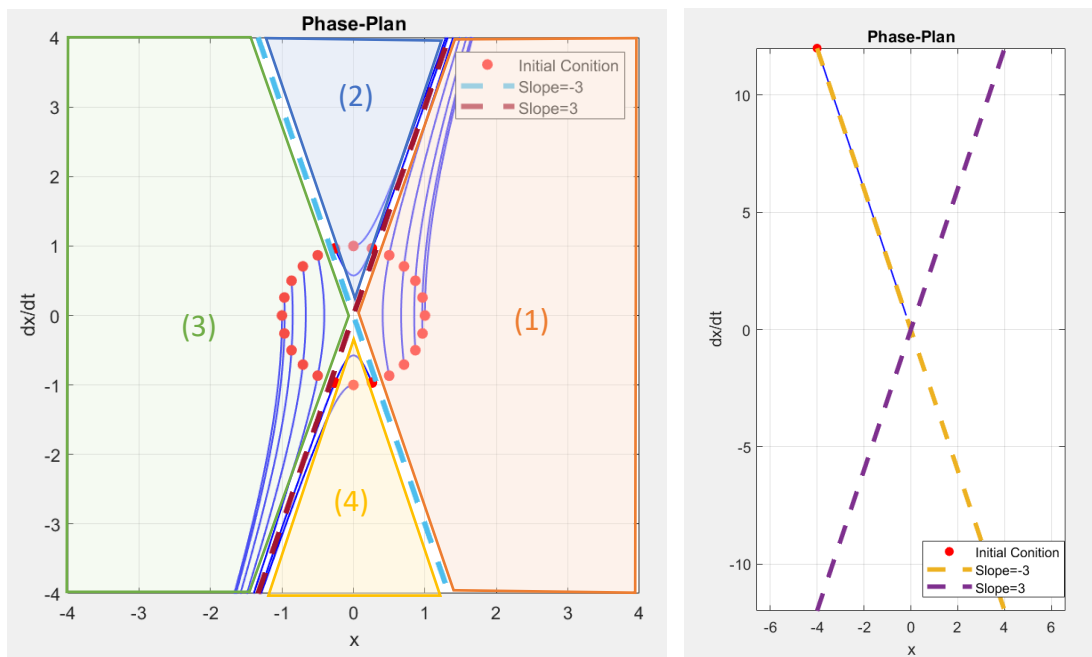 Phase-Plan
4
3
2
1
0
-1
-2
-3
-4
dx/dt
-4
-3
-2
-1
0
1
2
3
4
x
Initial Conition
Slope=-3
Slope=3
(2)
(3)
(1)
(4)
Phase-Plan
10
5
0
-5
-10
dx/dt
-6
-4
-2
0
2
4
6
x
Initial Conition
Slope=-3
Slope=3